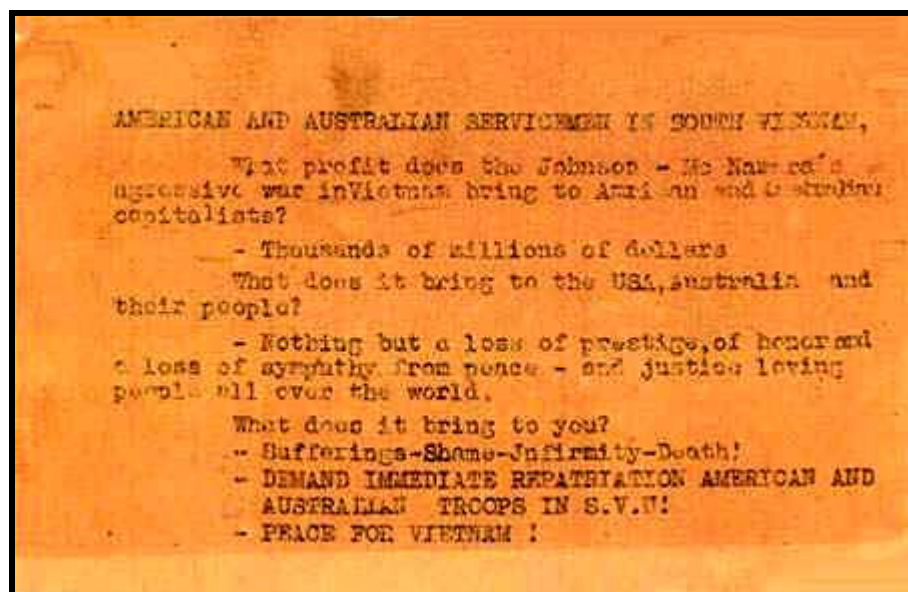 AMERICAN AND AUSTRALIAN SERVICEMEN IN SOUTH VIETNAM,
What profit does the Johnson - Mc Namara's
agressive war inVietnam bring to Amrican and Australian
capitalists?
- Thousands of millions of dollars
What does it bring to the USA,Australia and
their people?
- Nothing but a loss of prestige,of honor and
a loss of sympathy from peace - and justice loving
people all over the world.
What does it bring to you?
- Sufferings-Shame-Jnfirmity-Death!
- DEMAND IMMEDIATE REPATRIATION AMERICAN AND
AUSTRALIAN TROOPS IN S.V.N!
- PEACE FOR VIETNAM !